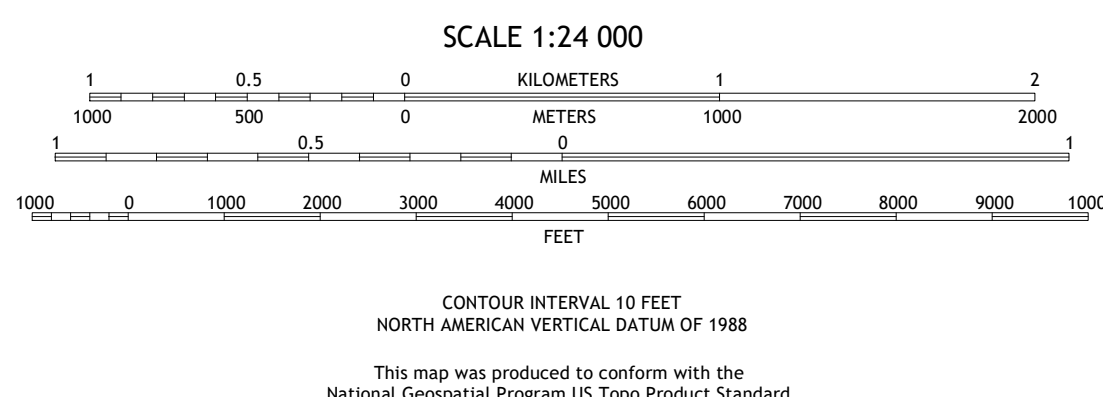 SCALE 1:24 000
1 0.5 0 KILOMETERS 1 2
1000 500 0 METERS 1000 2000
1 0.5 0 1
MILES
1000 0 1000 2000 3000 4000 5000 6000 7000 8000 9000 1000
FEET
CONTOUR INTERVAL 10 FEET
NORTH AMERICAN VERTICAL DATUM OF 1988
This map was produced to conform with the
National Geospatial Program US Topo Product Standard